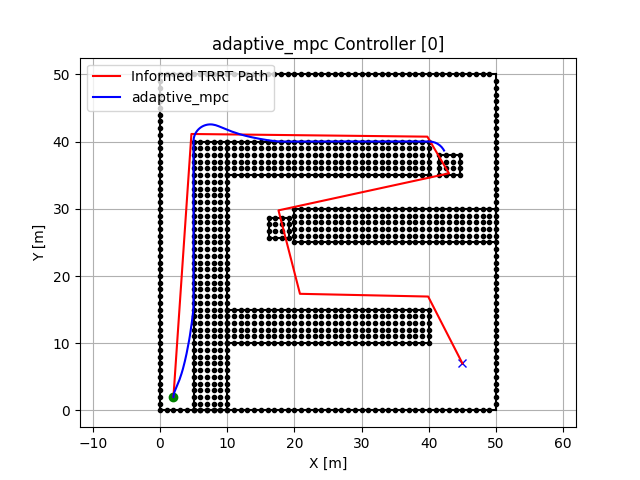 adaptive_mpc Controller [0]
Informed TRRT Path
adaptive_mpc
50
40
30
20
10
0
Y [m]
−10
0
10
20
30
40
50
60
X [m]